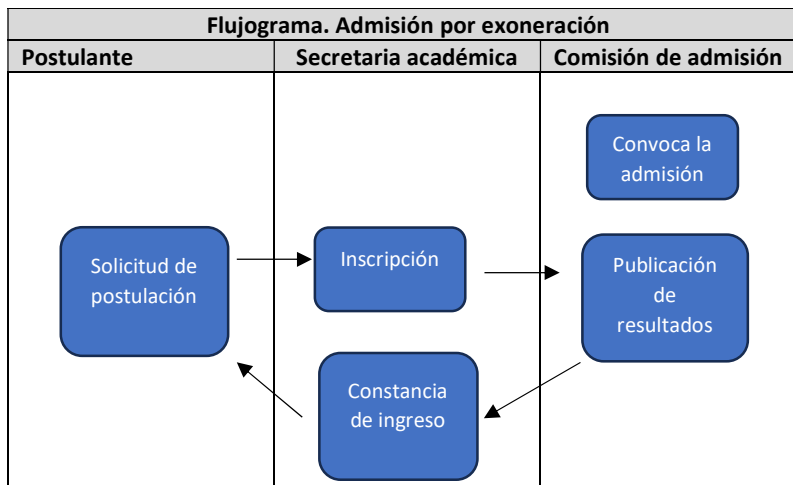 Flujograma. Admisión por exoneración
Postulante
Secretaria académica
Comisión de admisión
Convoca la
admisión
Solicitud de
postulación
Inscripción
Publicación
de
resultados
Constancia
de ingreso